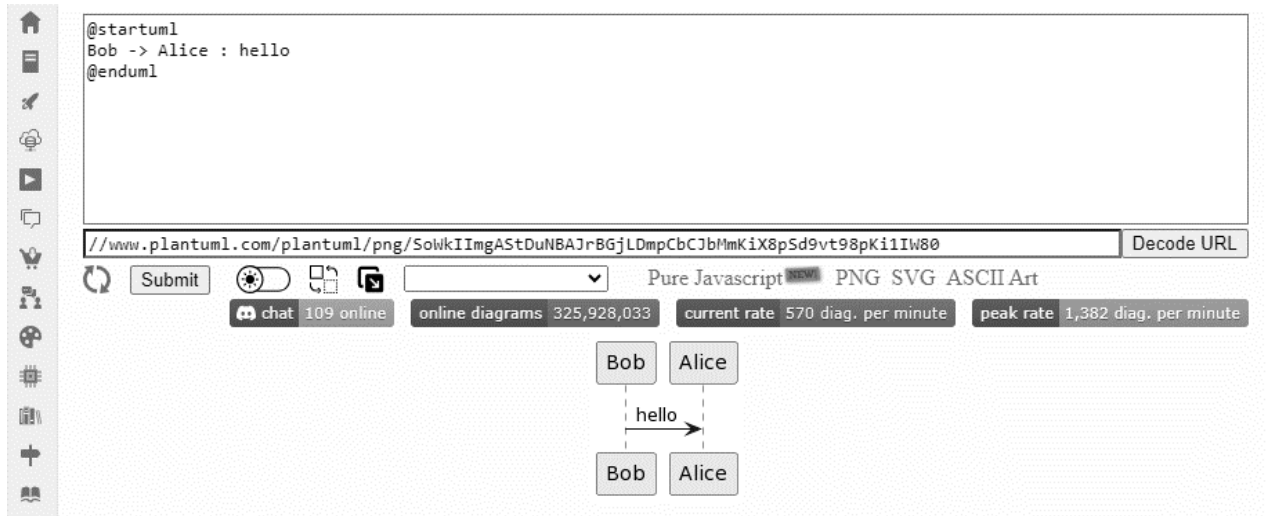 @startuml
Bob -> Alice : hello
@enduml
//www.plantuml.com/plantuml/png/SoWkIImgAStDuNBAJrBGjLDmpCbCJbMmKiX8pSd9vt98pKi1IW80 Decode URL
Submit Pure Javascript NEW! PNG SVG ASCII Art
chat 109 online online diagrams 325,928,033 current rate 570 diag. per minute peak rate 1,382 diag. per minute
Bob Alice
hello
Bob Alice